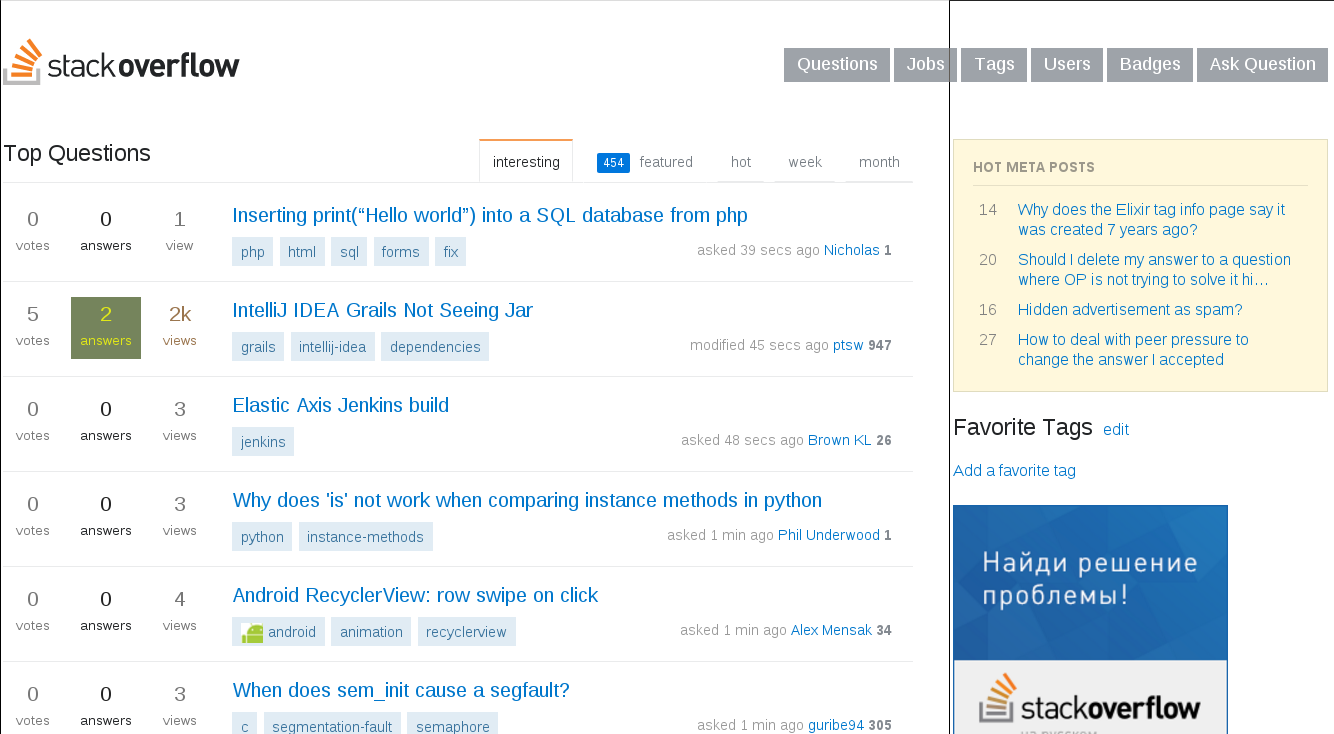 stackoverflow
Questions Jobs Tags Users Badges Ask Question
Top Questions
interesting 454 featured hot week month
0 votes 0 answers 1 view
Inserting print(“Hello world”) into a SQL database from php
php html sql forms fix
asked 39 secs ago Nicholas 1
5 votes 2 answers 2k views
IntelliJ IDEA Grails Not Seeing Jar
grails intellij-idea dependencies
modified 45 secs ago ptsw 947
0 votes 0 answers 3 views
Elastic Axis Jenkins build
jenkins
asked 48 secs ago Brown KL 26
0 votes 0 answers 3 views
Why does 'is' not work when comparing instance methods in python
python instance-methods
asked 1 min ago Phil Underwood 1
0 votes 0 answers 4 views
Android RecyclerView: row swipe on click
android animation recyclerview
asked 1 min ago Alex Mensak 34
0 votes 0 answers 3 views
When does sem_init cause a segfault?
c segmentation-fault semaphore
asked 1 min ago guribe94 305
HOT META POSTS
14 Why does the Elixir tag info page say it
was created 7 years ago?
20 Should I delete my answer to a question
where OP is not trying to solve it hi…
16 Hidden advertisement as spam?
27 How to deal with peer pressure to
change the answer I accepted
Favorite Tags edit
Add a favorite tag
Найди решение
проблемы!
stackoverflow